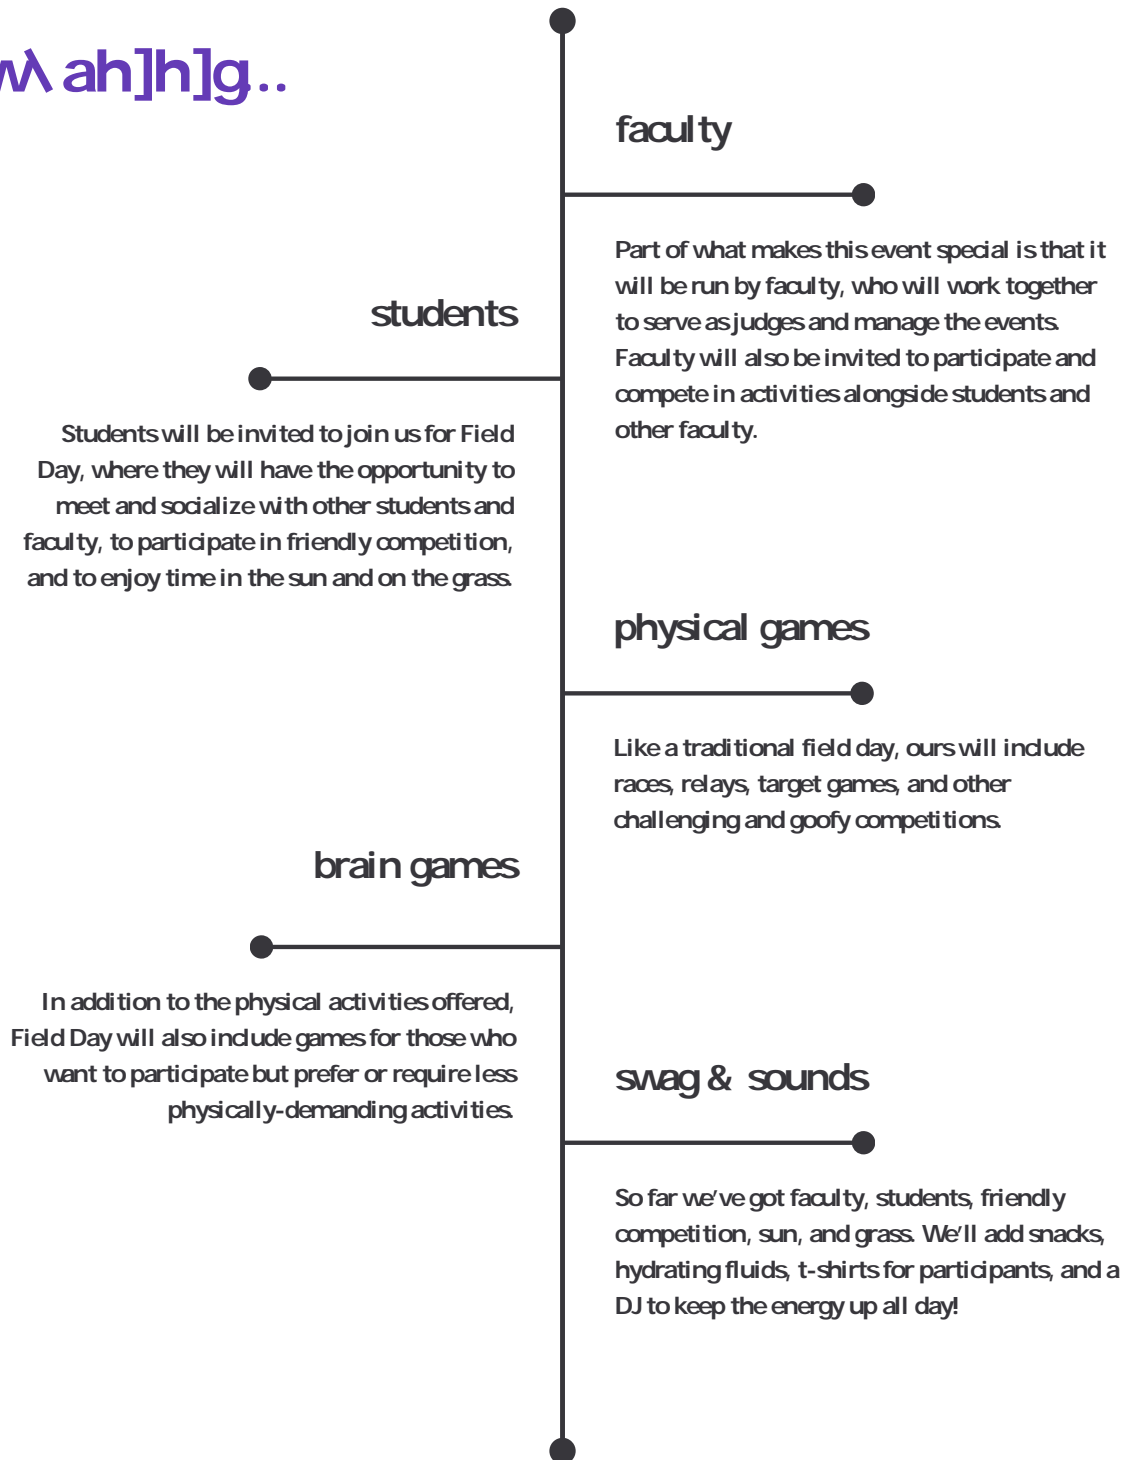 ah]h]g...
faculty
Part of what makes this event special is that it
will be run by faculty, who will work together
to serve as judges and manage the events.
Faculty will also be invited to participate and
compete in activities alongside students and
other faculty.
students
Students will be invited to join us for Field
Day, where they will have the opportunity to
meet and socialize with other students and
faculty, to participate in friendly competition,
and to enjoy time in the sun and on the grass.
physical games
Like a traditional field day, ours will include
races, relays, target games, and other
challenging and goofy competitions.
brain games
In addition to the physical activities offered,
Field Day will also include games for those who
want to participate but prefer or require less
physically-demanding activities.
swag & sounds
So far we've got faculty, students, friendly
competition, sun, and grass. We'll add snacks,
hydrating fluids, t-shirts for participants, and a
DJ to keep the energy up all day!